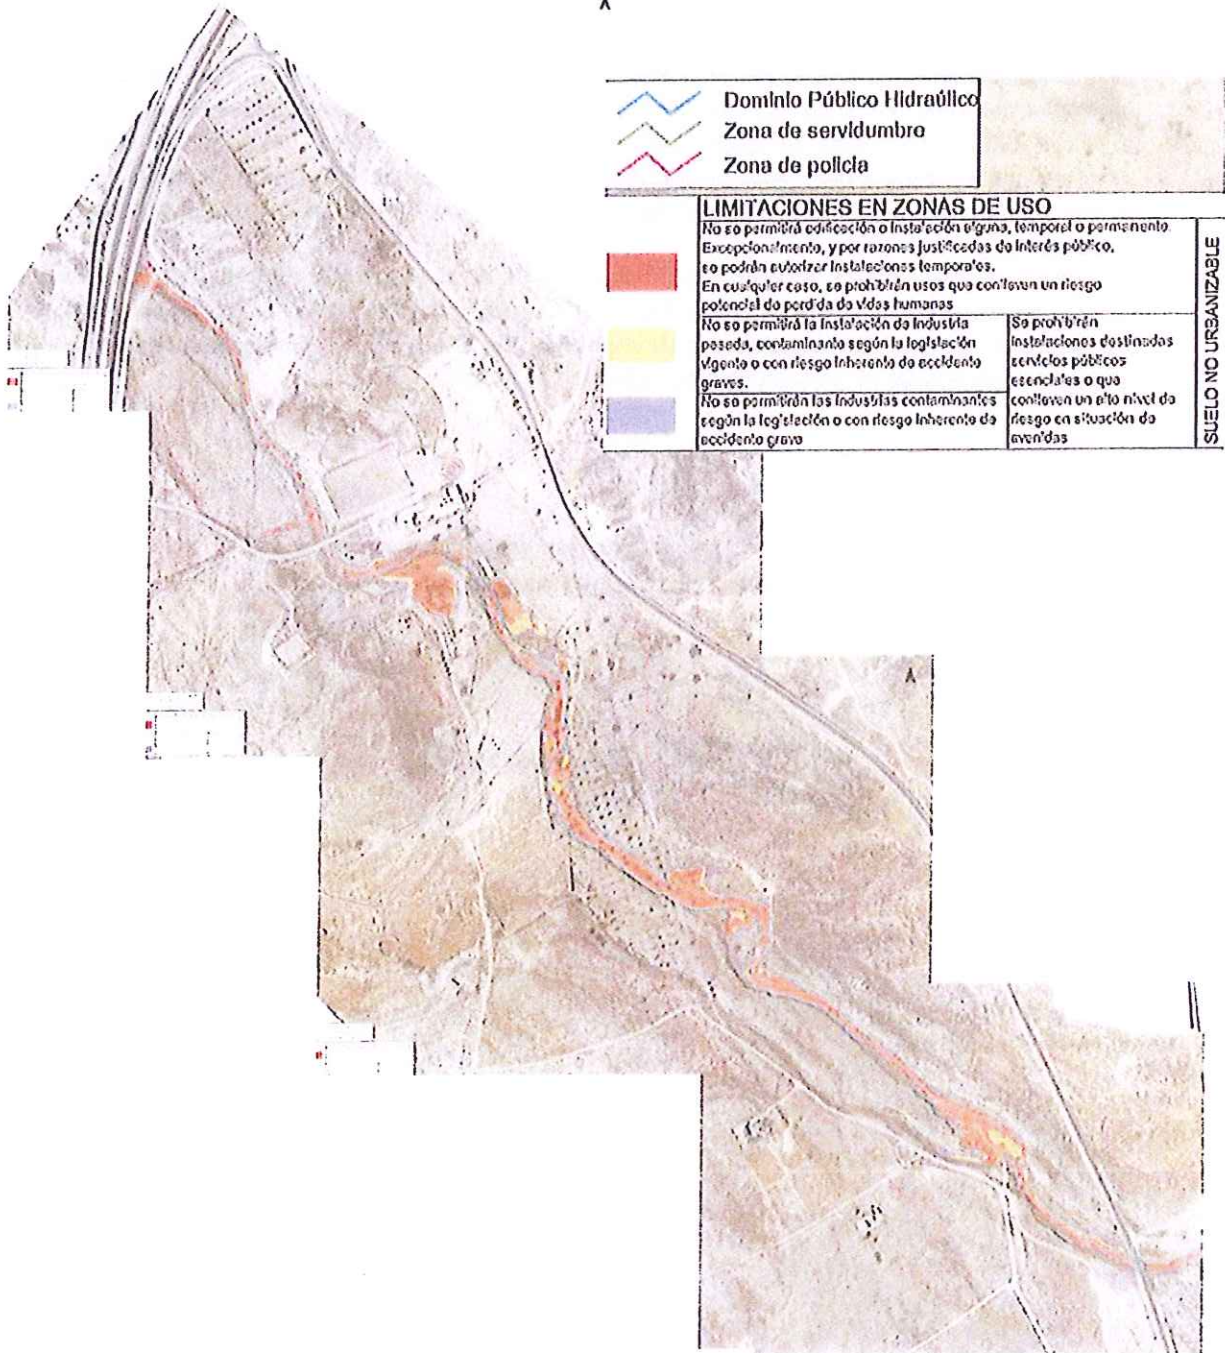 Dominio Público Hidraúlico
Zona de servidumbre
Zona de policía
LIMITACIONES EN ZONAS DE USO
No se permitirá edificación o instalación alguna, temporal o permanente.
Excepcionalmente, y por razones justificadas de interés público,
se podrán autorizar instalaciones temporales.
En cualquier caso, se prohibirán usos que conlleven un riesgo
potencial de pérdida de vidas humanas
No se permitirá la instalación de industria
pesada, contaminante según la legislación
vigente o con riesgo inherente de accidente
graves.
Se prohibirán
instalaciones destinadas
servicios públicos
esenciales o que
conlleven un alto nivel de
riesgo en situación de
avenidas
No se permitirán las industrias contaminantes
según la legislación o con riesgo inherente de
accidente grave
SUELO NO URBANIZABLE